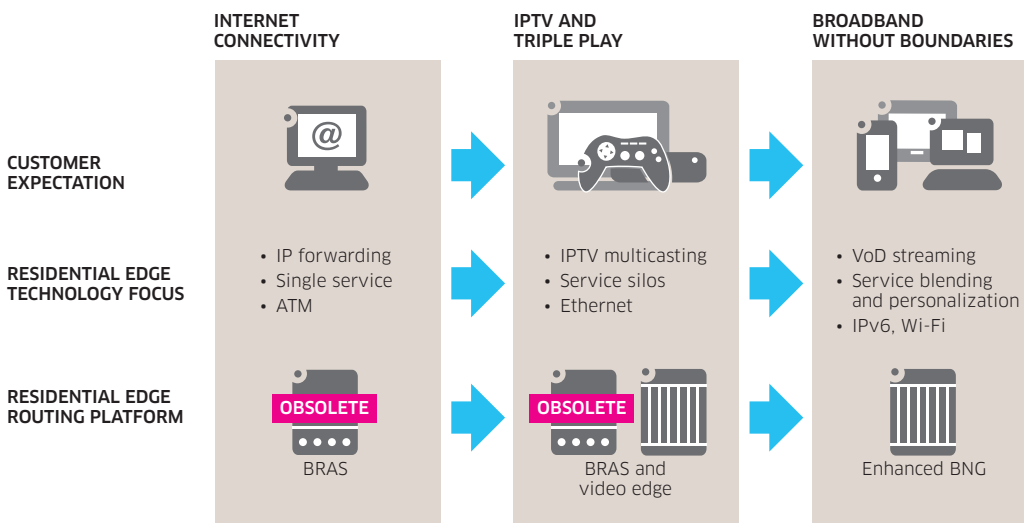 INTERNET
CONNECTIVITY
IPTV AND
TRIPLE PLAY
BROADBAND
WITHOUT BOUNDARIES
CUSTOMER
EXPECTATION
@
RESIDENTIAL EDGE
TECHNOLOGY FOCUS
• IP forwarding
• Single service
• ATM
• IPTV multicasting
• Service silos
• Ethernet
• VoD streaming
• Service blending
and personalization
• IPv6, Wi-Fi
RESIDENTIAL EDGE
ROUTING PLATFORM
OBSOLETE
BRAS
OBSOLETE
BRAS and
video edge
Enhanced BNG